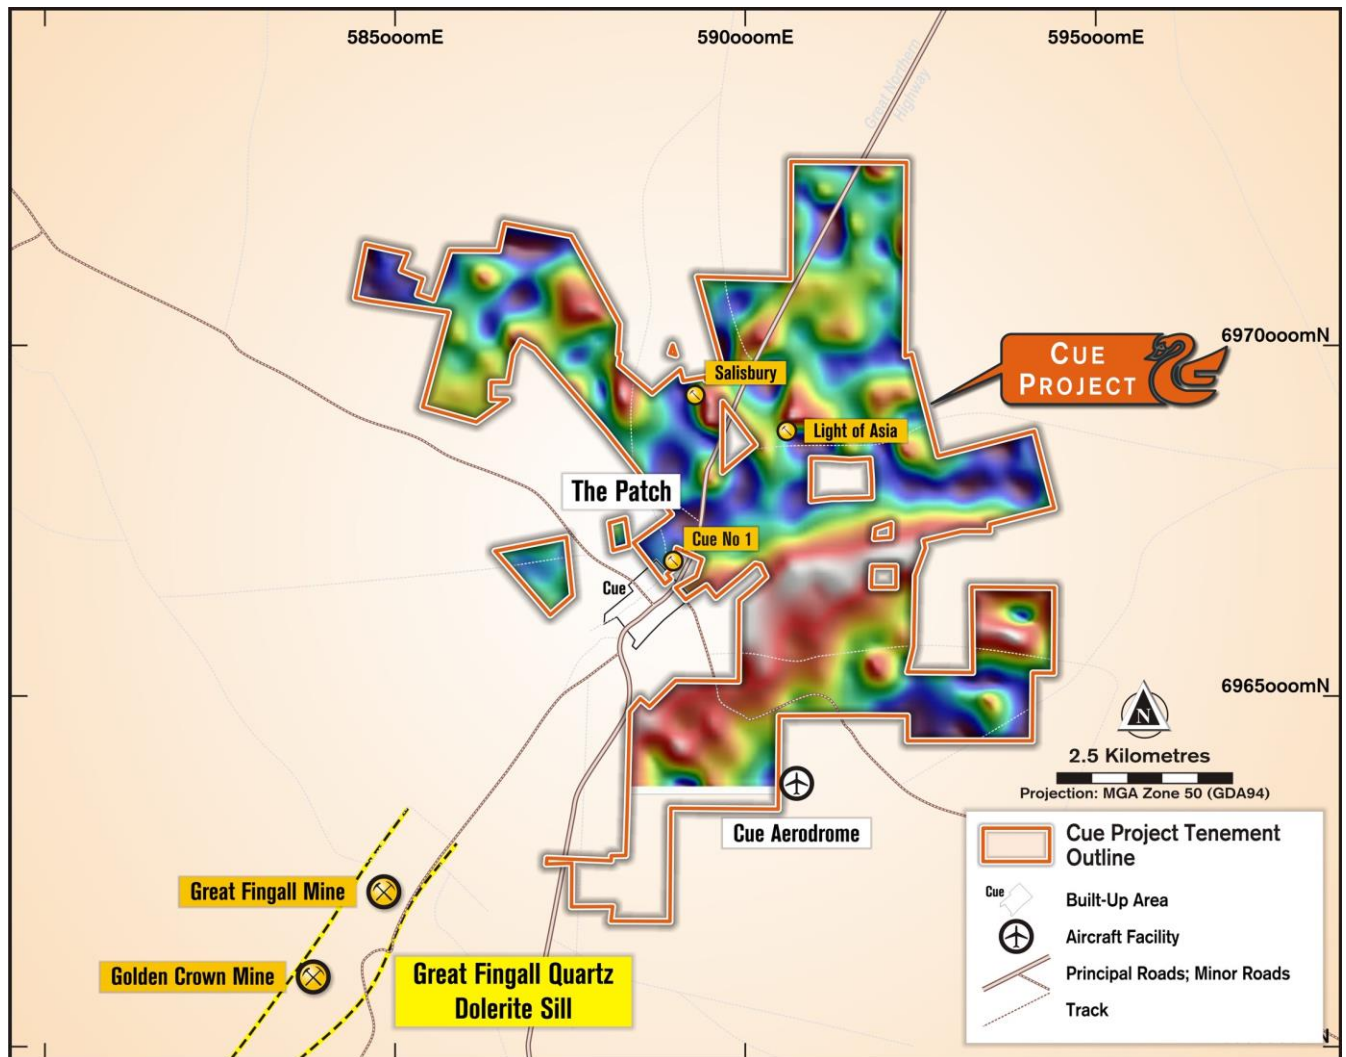 585000mE
590000mE
595000mE
Great Northern
Highway
6970000mN
CUE
PROJECT
Salisbury
Light of Asia
The Patch
Cue No 1
Cue
6965000mN
N
2.5 Kilometres
Projection: MGA Zone 50 (GDA94)
Cue Aerodrome
Cue Project Tenement
Outline
Cue
Built-Up Area
Aircraft Facility
Principal Roads; Minor Roads
Track
Great Fingall Mine
Golden Crown Mine
Great Fingall Quartz
Dolerite Sill